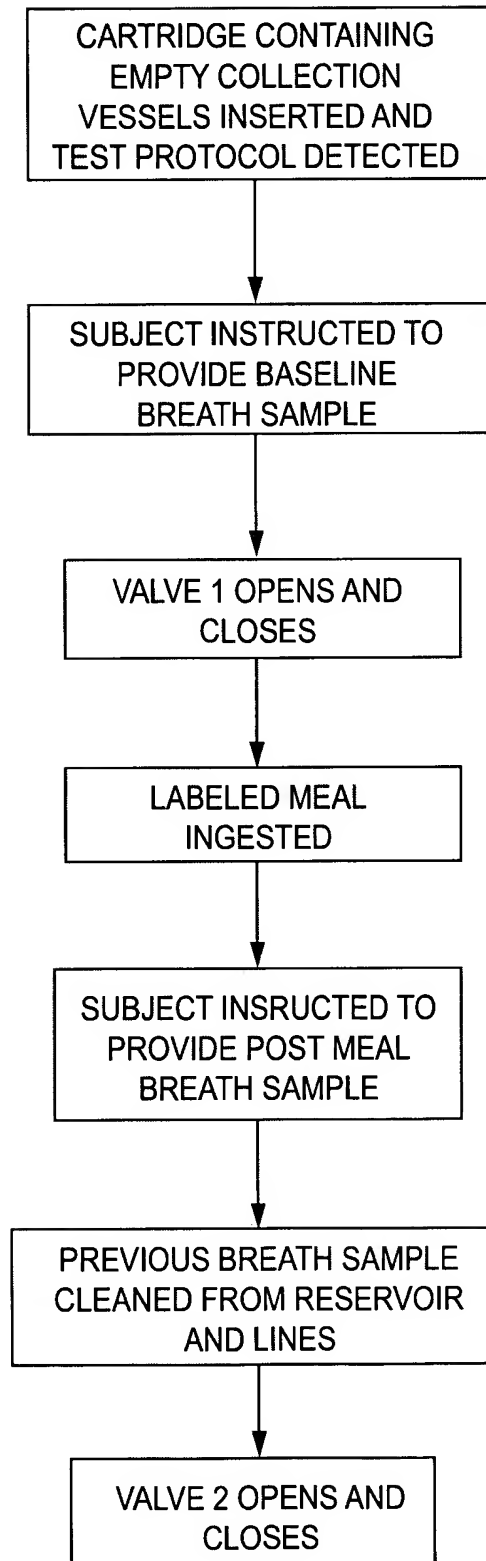 CARTRIDGE CONTAINING
EMPTY COLLECTION
VESSELS INSERTED AND
TEST PROTOCOL DETECTED
SUBJECT INSTRUCTED TO
PROVIDE BASELINE
BREATH SAMPLE
VALVE 1 OPENS AND
CLOSES
LABELED MEAL
INGESTED
SUBJECT INSRUCTED TO
PROVIDE POST MEAL
BREATH SAMPLE
PREVIOUS BREATH SAMPLE
CLEANED FROM RESERVOIR
AND LINES
VALVE 2 OPENS AND
CLOSES